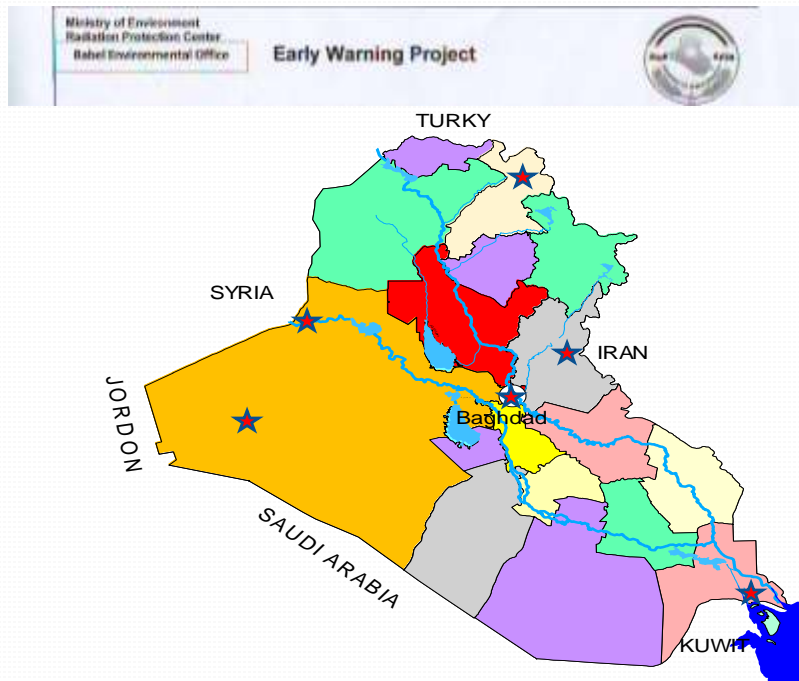 Ministry of Environment
Radiation Protection Center
Babel Environmental Office
Early Warning Project
TURKY
SYRIA
IRAN
Baghdad
JORDON
SAUDI ARABIA
KUWIT